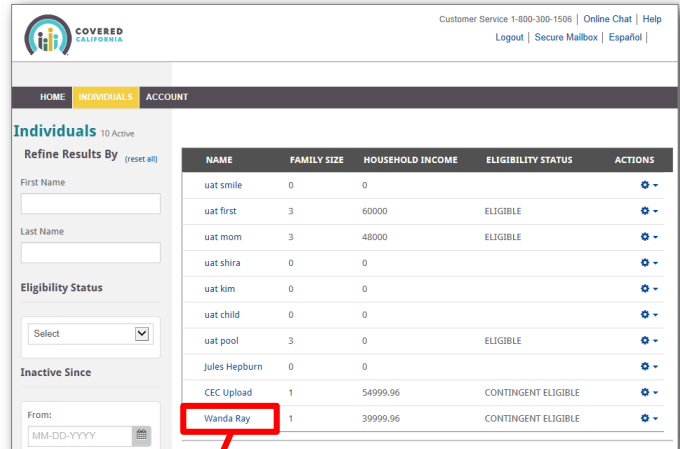 COVERED
CALIFORNIA
Customer Service 1-800-300-1506 | Online Chat | Help
Logout | Secure Mailbox | Español |
HOME INDIVIDUALS ACCOUNT
Individuals 10 Active
Refine Results By (reset all)
First Name
Last Name
Eligibility Status
Select
Inactive Since
From:
MM-DD-YYYY
NAME FAMILY SIZE HOUSEHOLD INCOME ELIGIBILITY STATUS ACTIONS
uat smile 0 0
uat first 3 60000 ELIGIBLE
uat mom 3 48000 ELIGIBLE
uat shira 0 0
uat kim 0 0
uat child 0 0
uat pool 3 0 ELIGIBLE
Jules Hepburn 0 0
CEC Upload 1 54999.96 CONTINGENT ELIGIBLE
Wanda Ray 1 39999.96 CONTINGENT ELIGIBLE